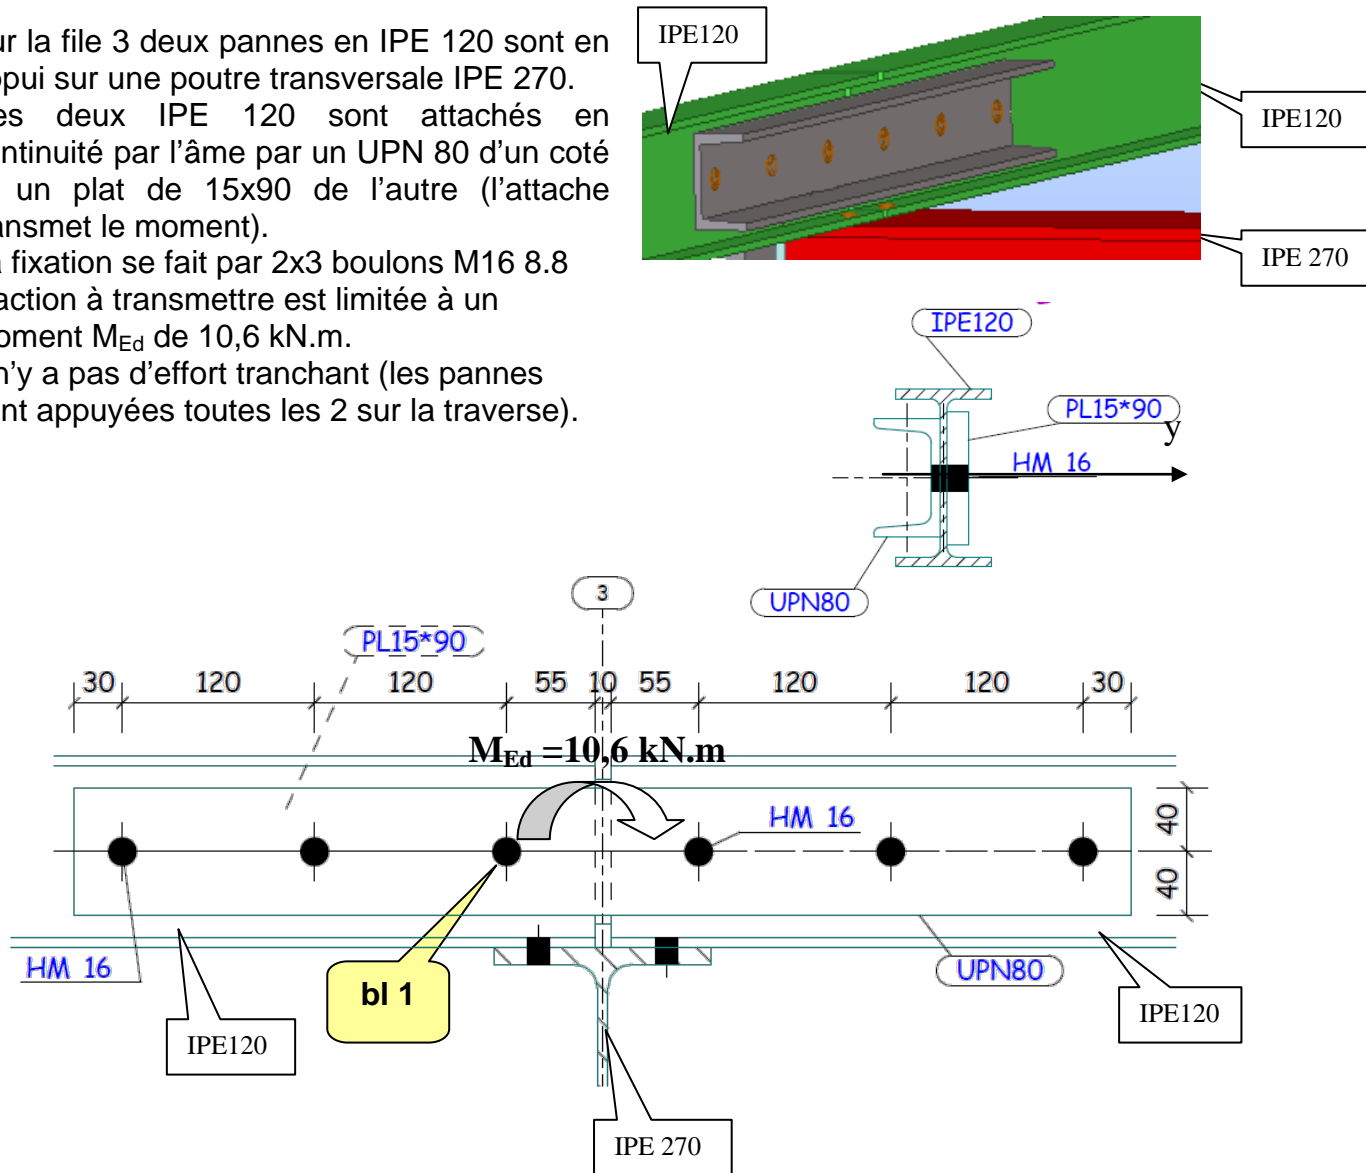 ur la file 3 deux pannes en IPE 120 sont en
ppui sur une poutre transversale IPE 270.
es deux IPE 120 sont attachés en
ontinuité par l'âme par un UPN 80 d'un coté
un plat de 15x90 de l'autre (l'attache
ansmet le moment).
a fixation se fait par 2x3 boulons M16 8.8
action à transmettre est limitée à un
oment MEd de 10,6 kN.m.
n'y a pas d'effort tranchant (les pannes
nt appuyées toutes les 2 sur la traverse).
IPE120
IPE120
IPE 270
IPE120
PL15*90
y
HM 16
UPN80
3
PL15*90
30 120 120 55 10 55 120 120 30
MEd =10,6 kN.m
HM 16
40
40
HM 16
bl 1
UPN80
IPE120
IPE120
IPE 270